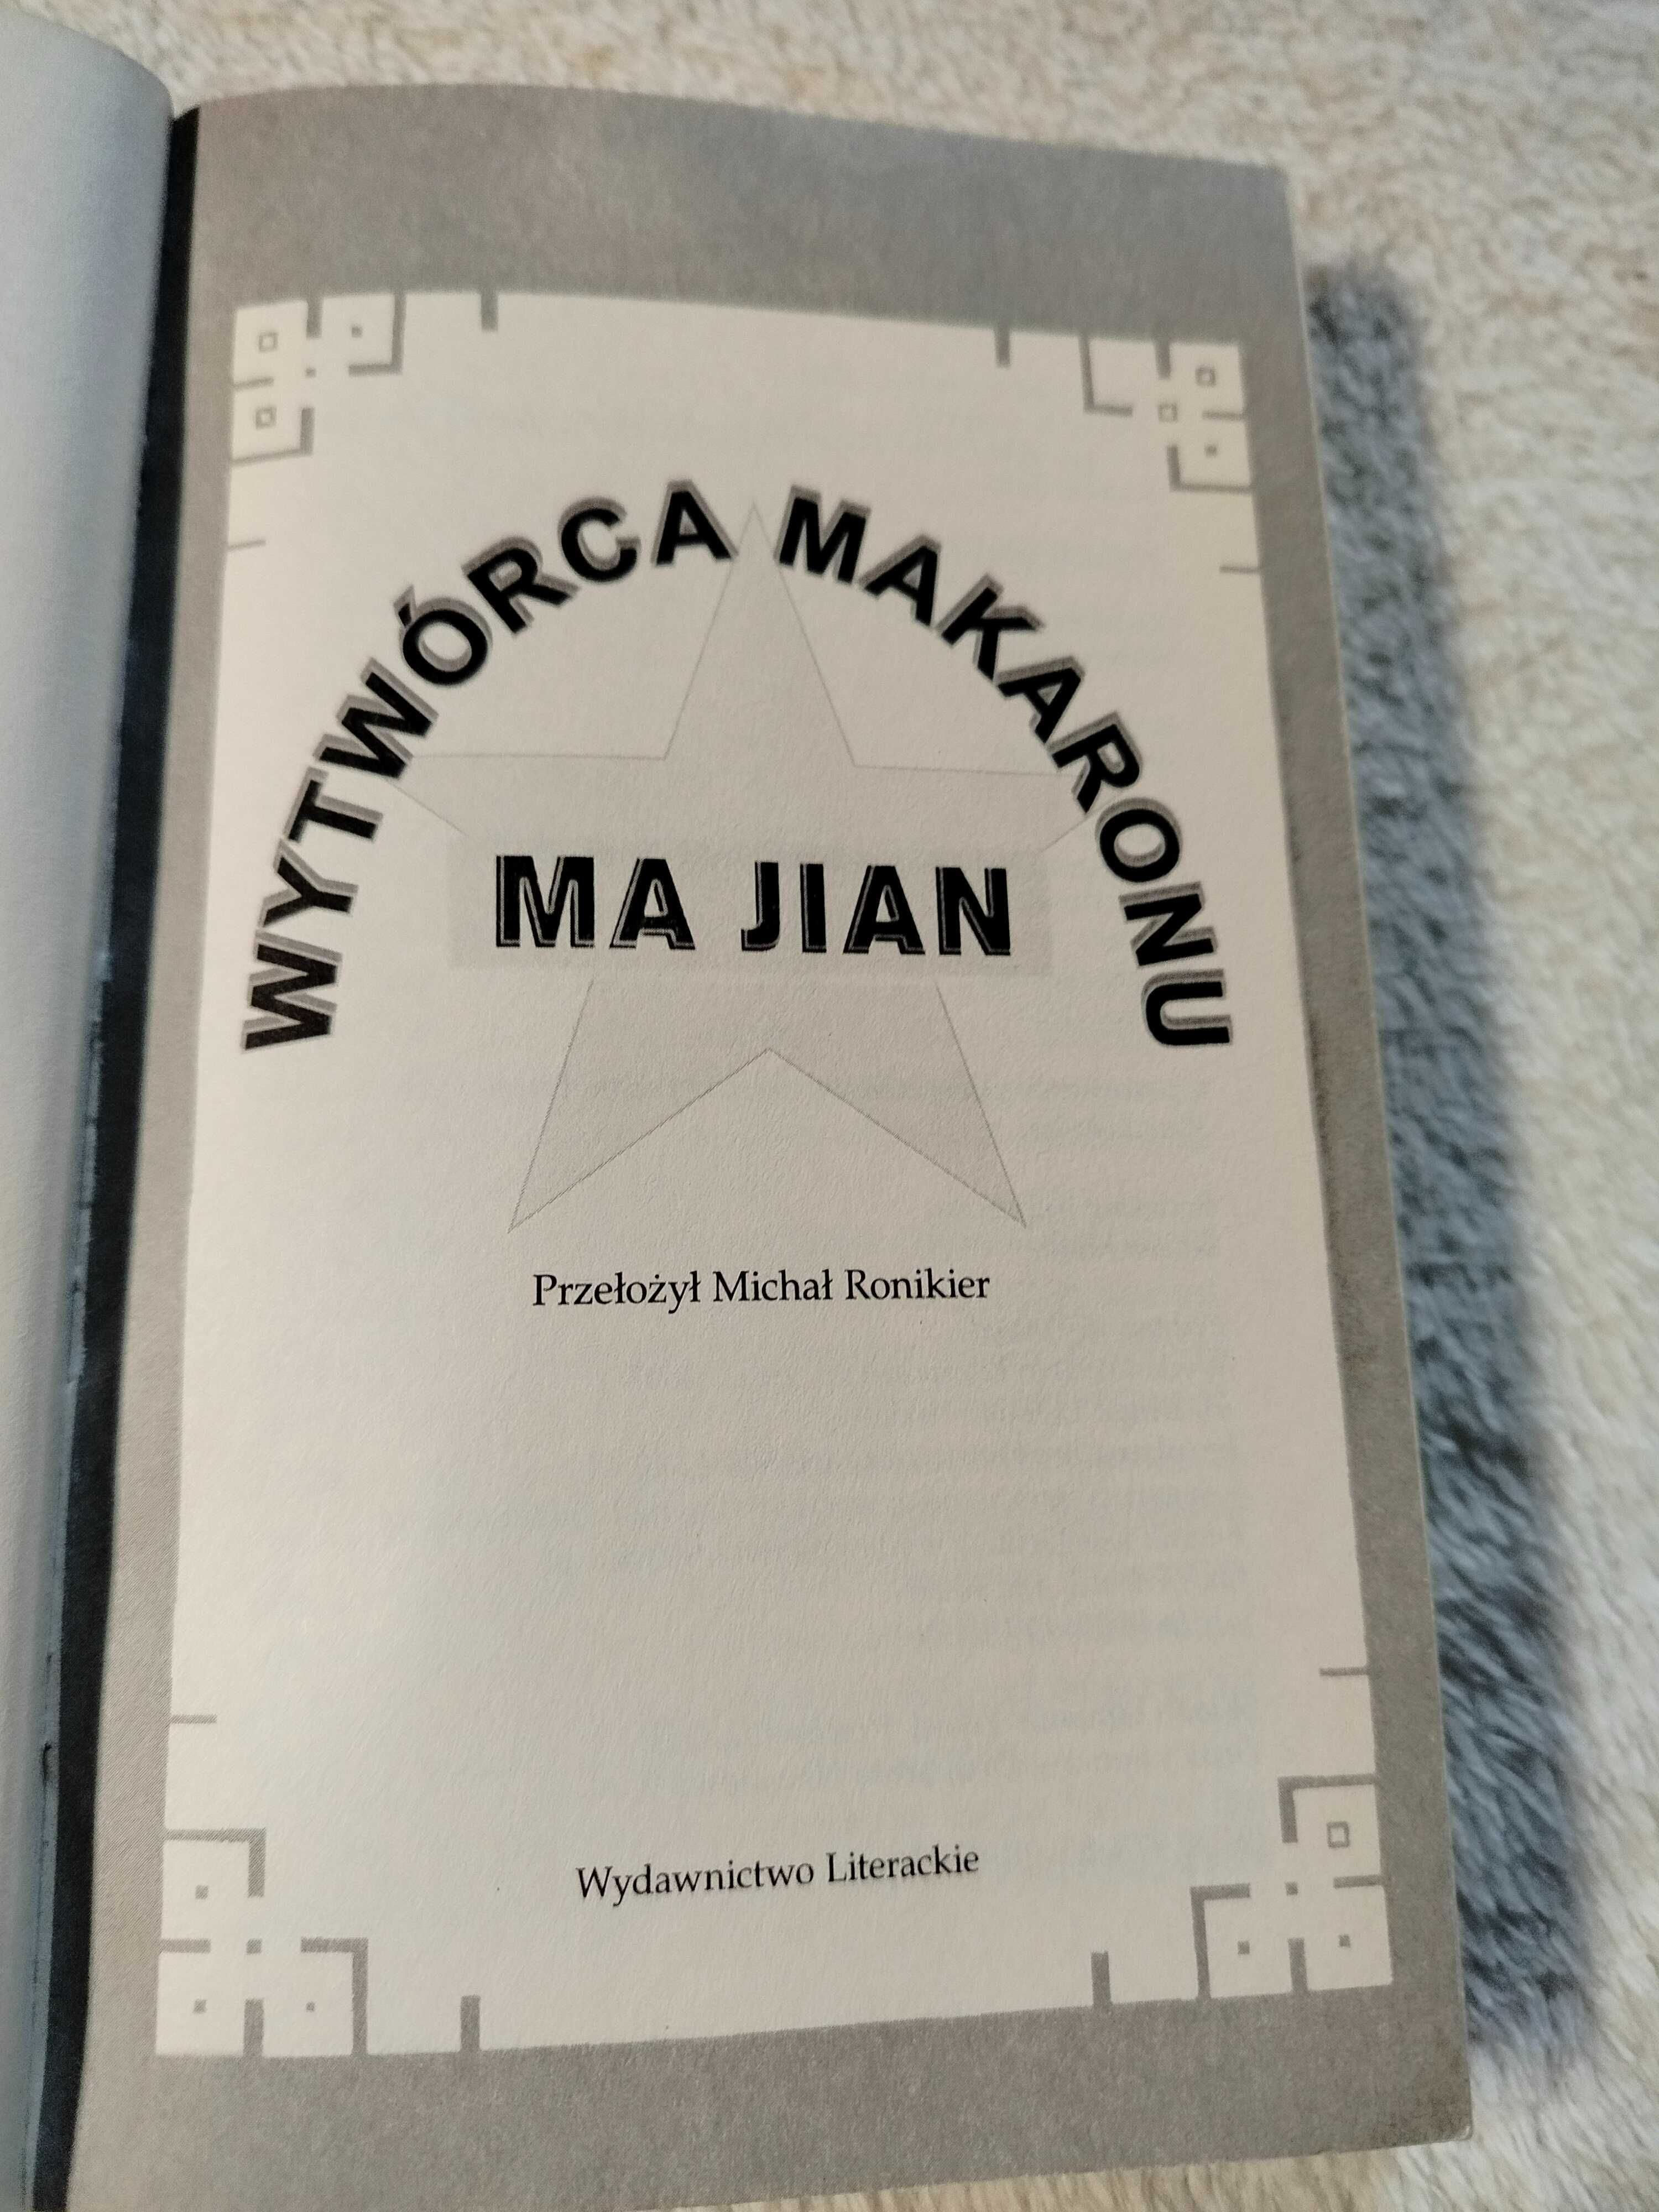 WYTWÓRCA MAKARONU
MA JIAN
Przełożył Michał Ronikier
Wydawnictwo Literackie